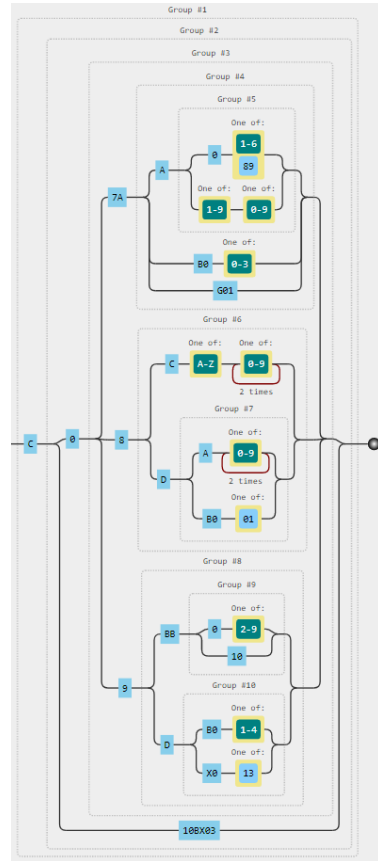 Group #1
Group #2
Group #3
Group #4
Group #5
One of:
1-6
0
89
A
One of:
One of:
7A
1-9
0-9
One of:
B0
0-3
G01
Group #6
One of:
One of:
C
A-Z
0-9
2 times
Group #7
One of:
C
0
8
A
0-9
D
2 times
One of:
B0
01
Group #8
Group #9
One of:
0
2-9
BB
10
9
Group #10
One of:
B0
1-4
D
One of:
X0
13
10BX03